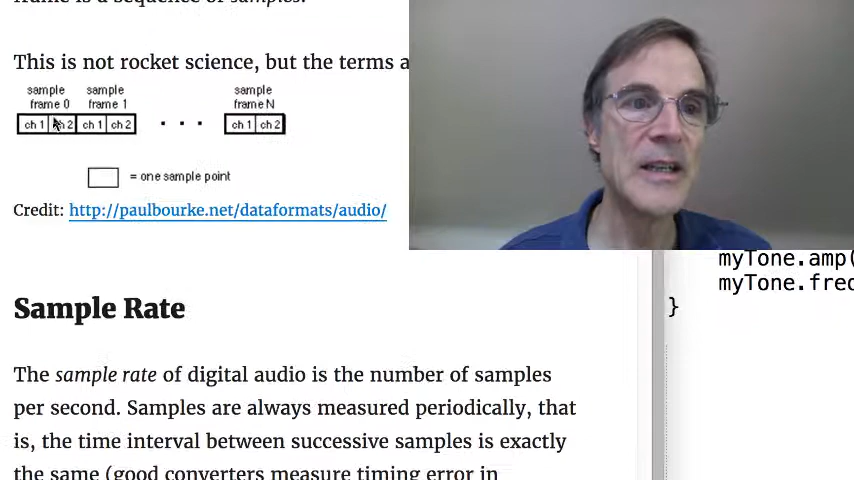 This is not rocket science, but the terms a
sample sample sample
frame 0 frame 1 frame N
ch 1 ch 2 ch 1 ch 2 . . . ch 1 ch 2
= one sample point
Credit: http://paulbourke.net/dataformats/audio/
myTone.amp(
myTone.freq
}
Sample Rate
The sample rate of digital audio is the number of samples
per second. Samples are always measured periodically, that
is, the time interval between successive samples is exactly
the same (good converters measure timing error in